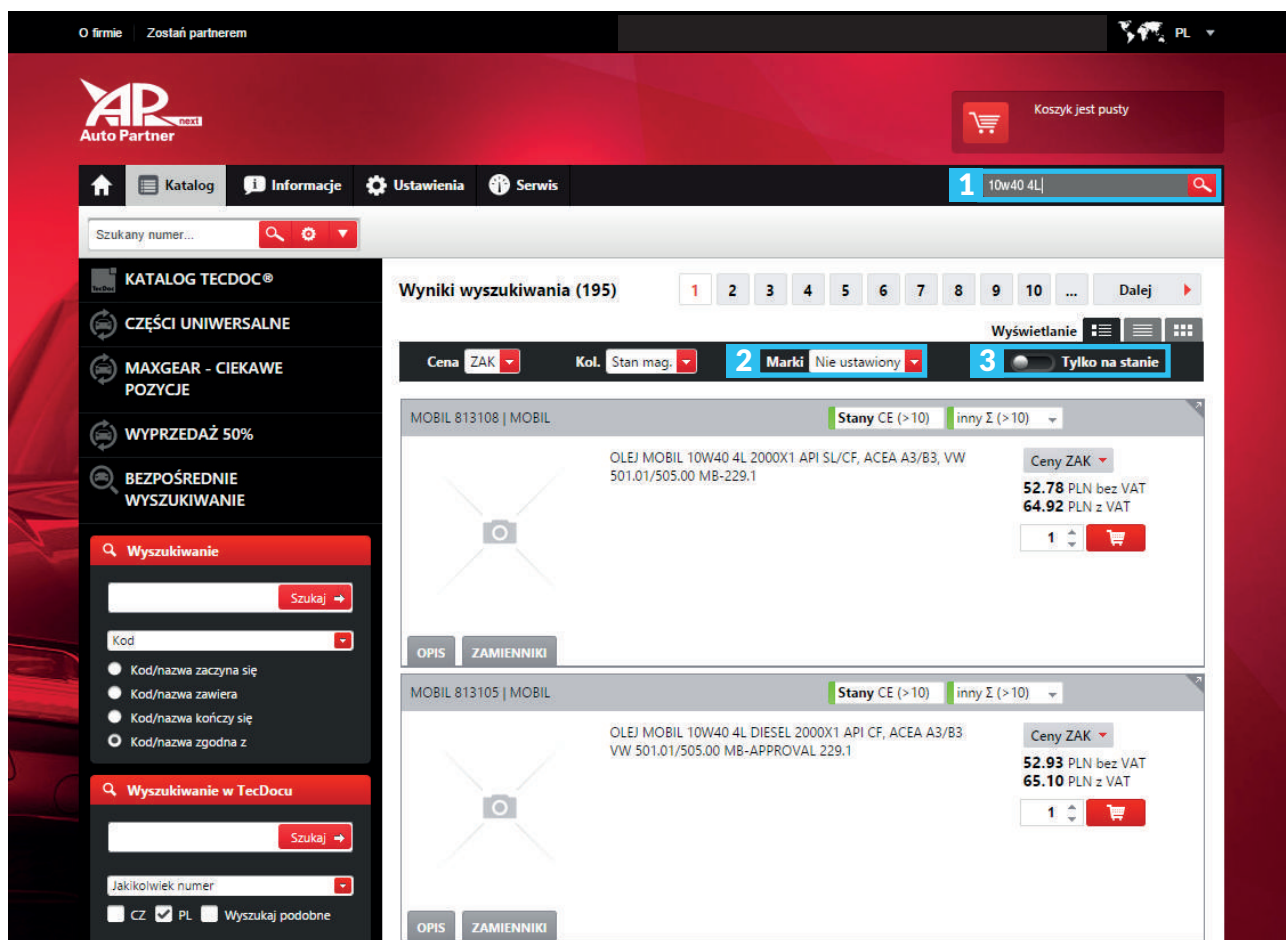 O firmie Zostań partnerem
PL
AP next
Auto Partner
Koszyk jest pusty
Katalog Informacje Ustawienia Serwis
1 10w40 4L
Szukany numer...
TecDoc KATALOG TECDOC®
CZĘŚCI UNIWERSALNE
MAXGEAR - CIEKAWE
POZYCJE
WYPRZEDAŻ 50%
BEZPOŚREDNIE
WYSZUKIWANIE
Wyszukiwanie
Szukaj
Kod
Kod/nazwa zaczyna się
Kod/nazwa zawiera
Kod/nazwa kończy się
Kod/nazwa zgodna z
Wyszukiwanie w TecDocu
Szukaj
Jakikolwiek numer
CZ PL Wyszukaj podobne
Wyniki wyszukiwania (195) 1 2 3 4 5 6 7 8 9 10 ... Dalej
Wyświetlanie
Cena ZAK Kol. Stan mag. 2 Marki Nie ustawiony 3 Tylko na stanie
MOBIL 813108 | MOBIL Stany CE (>10) inny Σ (>10)
OLEJ MOBIL 10W40 4L 2000X1 API SL/CF, ACEA A3/B3, VW
501.01/505.00 MB-229.1
Ceny ZAK
52.78 PLN bez VAT
64.92 PLN z VAT
1
OPIS ZAMIENNIKI
MOBIL 813105 | MOBIL Stany CE (>10) inny Σ (>10)
OLEJ MOBIL 10W40 4L DIESEL 2000X1 API CF, ACEA A3/B3
VW 501.01/505.00 MB-APPROVAL 229.1
Ceny ZAK
52.93 PLN bez VAT
65.10 PLN z VAT
1
OPIS ZAMIENNIKI